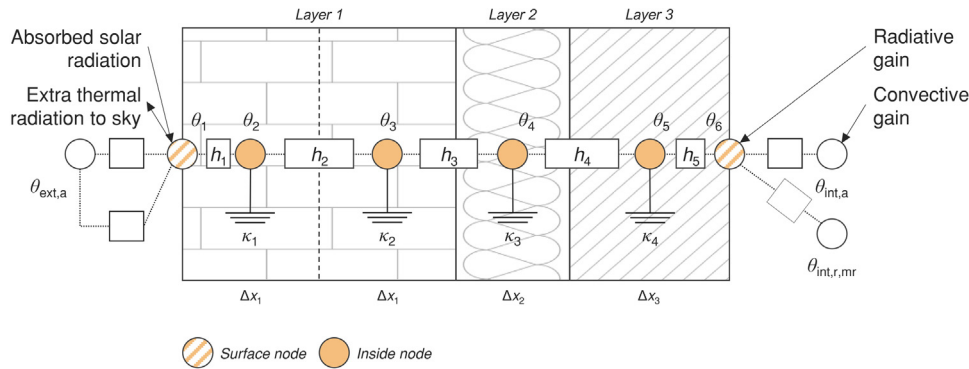 Layer 1
Layer 2
Layer 3
Absorbed solar
radiation
Extra thermal
radiation to sky
Radiative
gain
Convective
gain
θ1 θ2 θ3 θ4 θ5 θ6
h1 h2 h3 h4 h5
θext,a
θint,a
κ1 κ2 κ3 κ4
θint,r,mr
Δx1 Δx1 Δx2 Δx3
Surface node
Inside node